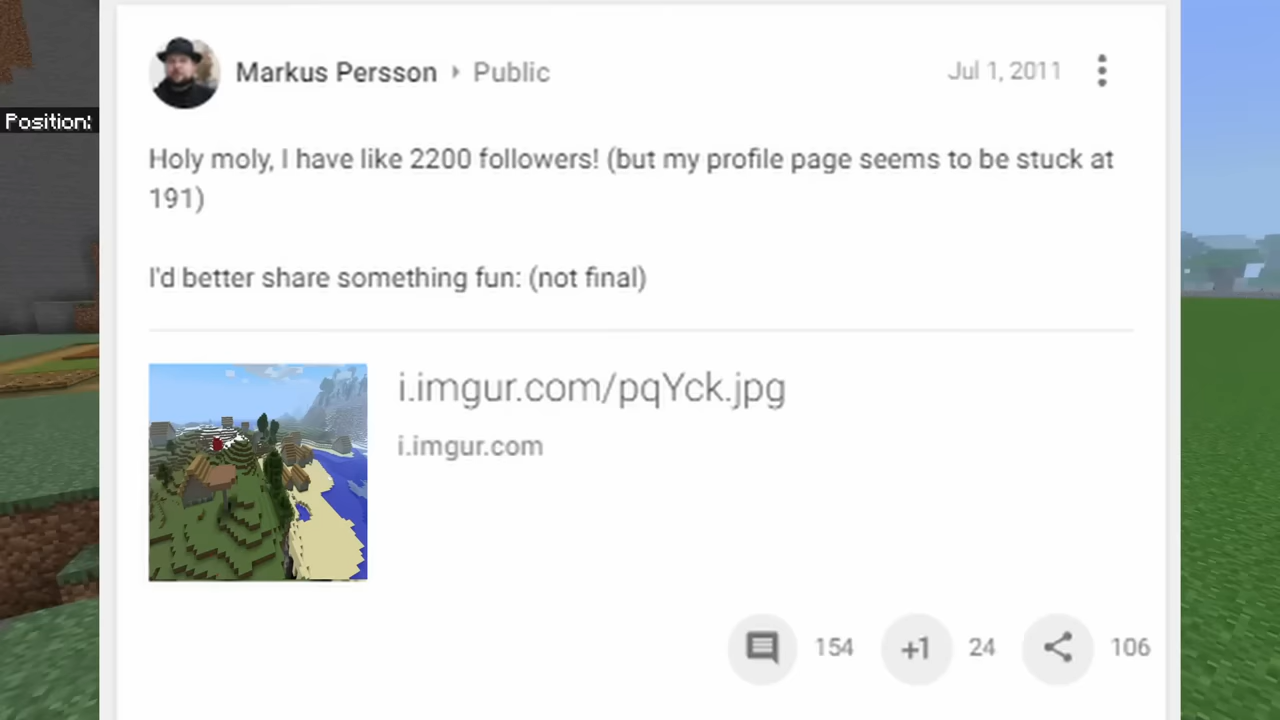 Markus Persson Public
Jul 1, 2011
Position:
Holy moly, I have like 2200 followers! (but my profile page seems to be stuck at
191)
I'd better share something fun: (not final)
i.imgur.com/pqYck.jpg
i.imgur.com
154 +1 24 106